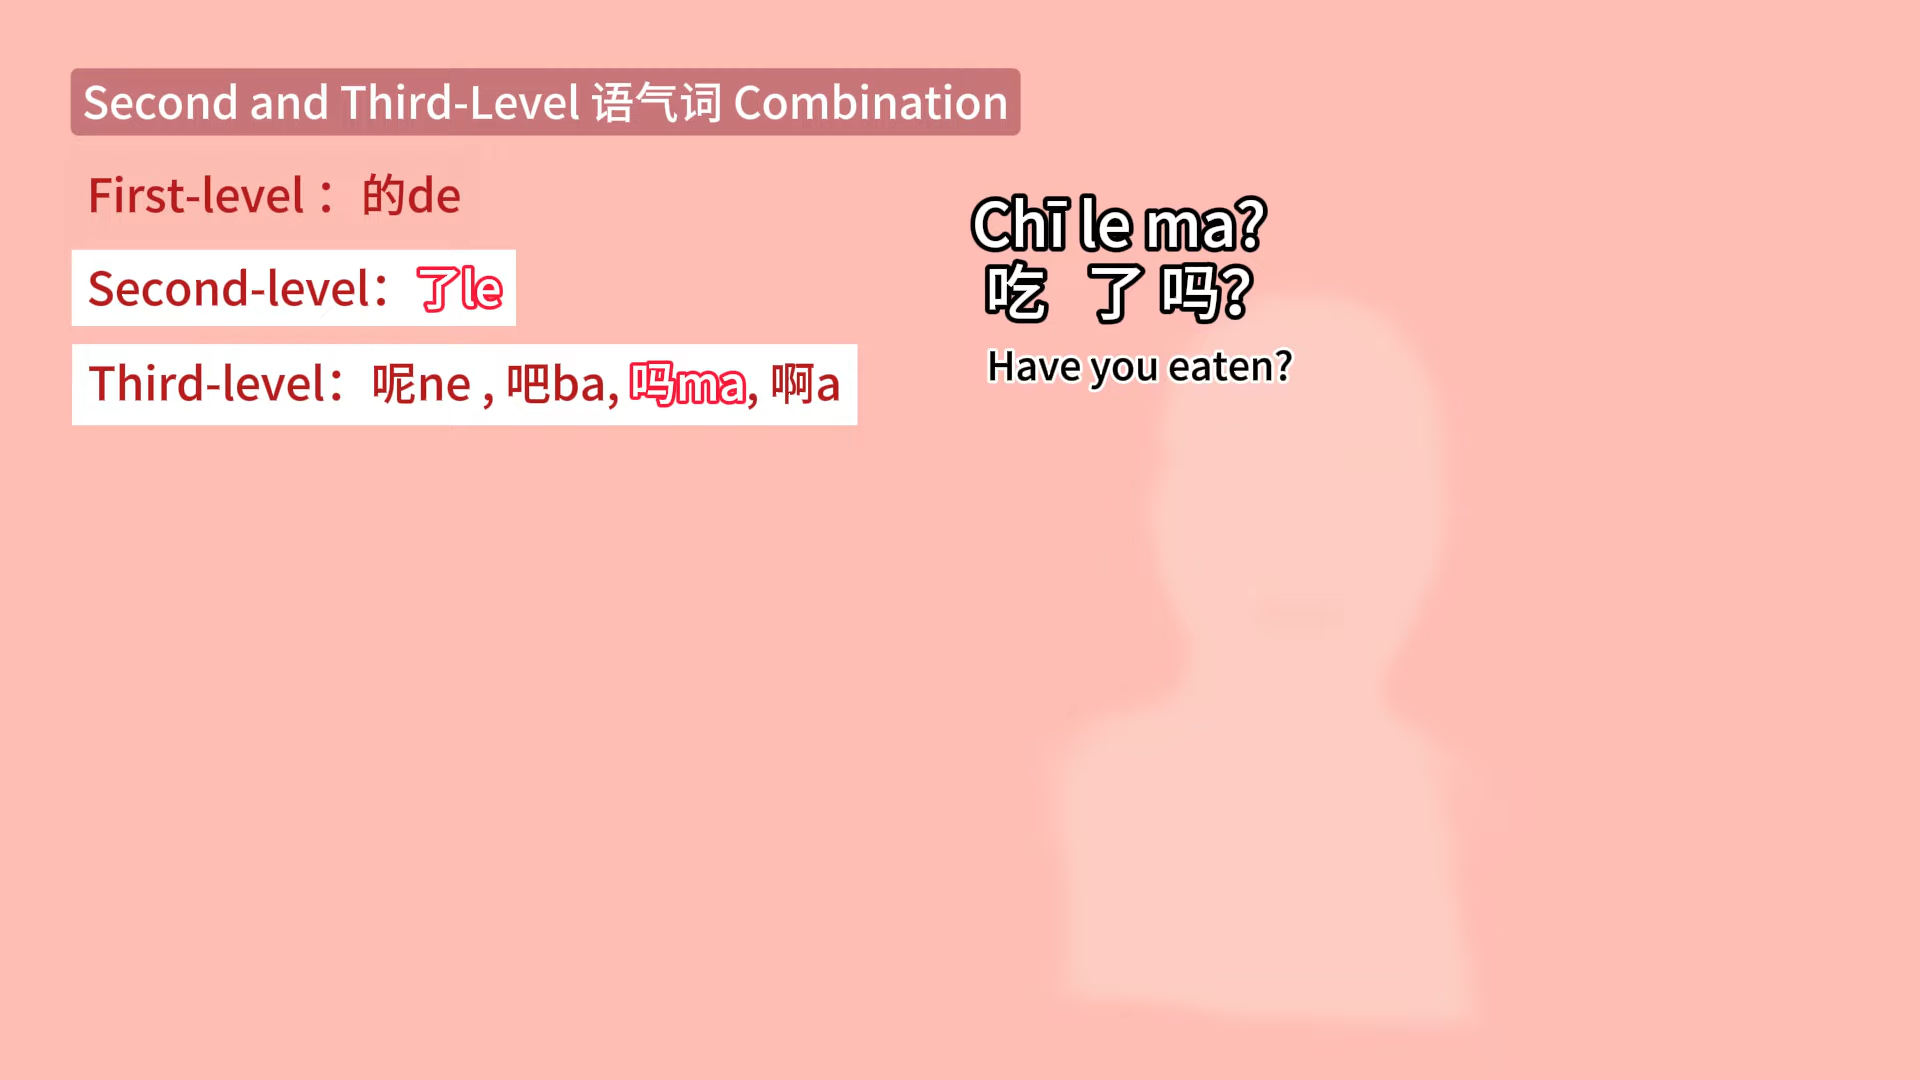 Second and Third-Level 语气词 Combination
First-level： 的de
Second-level：了le
Third-level：呢ne , 吧ba, 吗ma, 啊a
Chī le ma?
吃 了 吗?
Have you eaten?